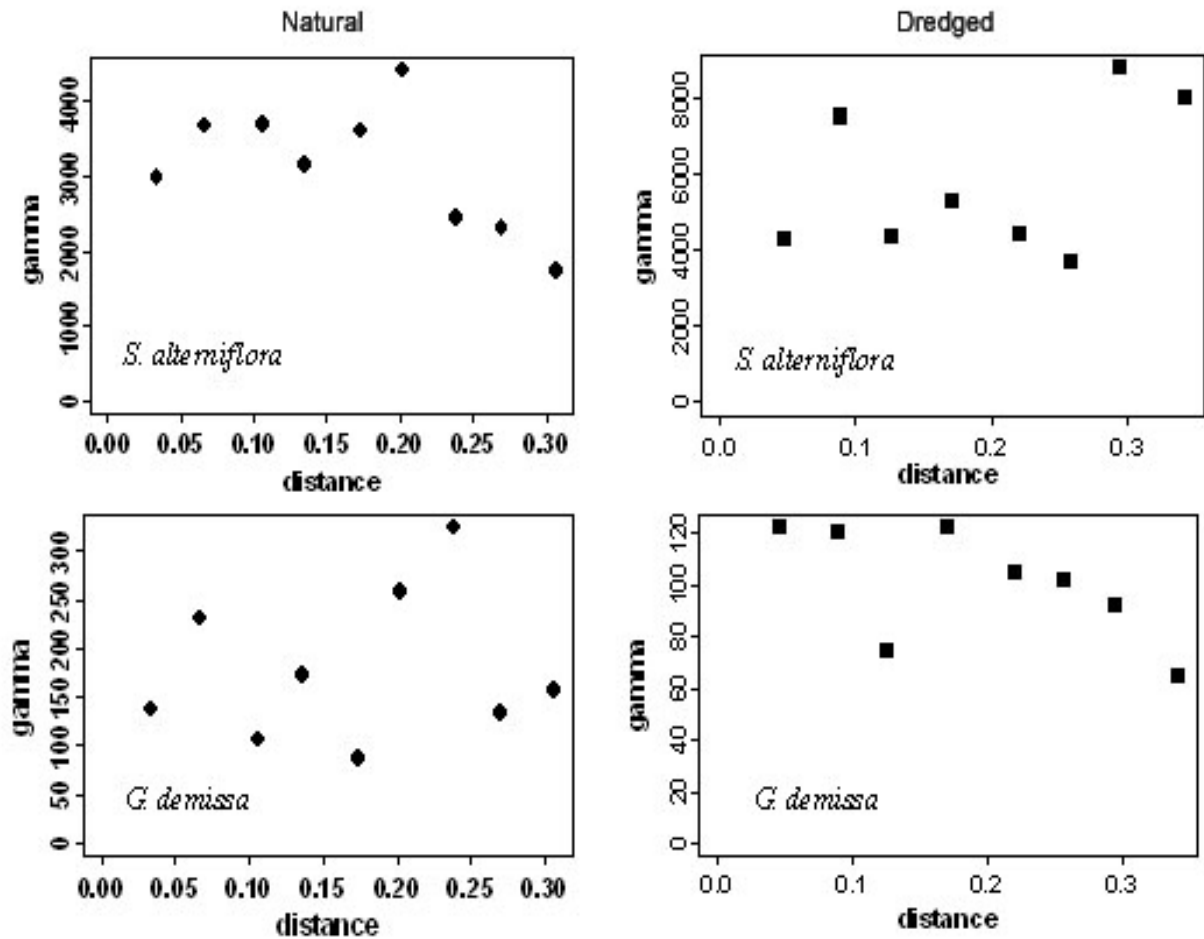 Natural
Dredged
gamma
4000
3000
2000
1000
0
S. alterniflora
0.00 0.05 0.10 0.15 0.20 0.25 0.30
distance
gamma
8000
6000
4000
2000
0
S. alterniflora
0.0 0.1 0.2 0.3
distance
gamma
300
250
200
150
100
50
0
G. demissa
0.00 0.05 0.10 0.15 0.20 0.25 0.30
distance
gamma
120
100
80
60
40
20
0
G. demissa
0.0 0.1 0.2 0.3
distance